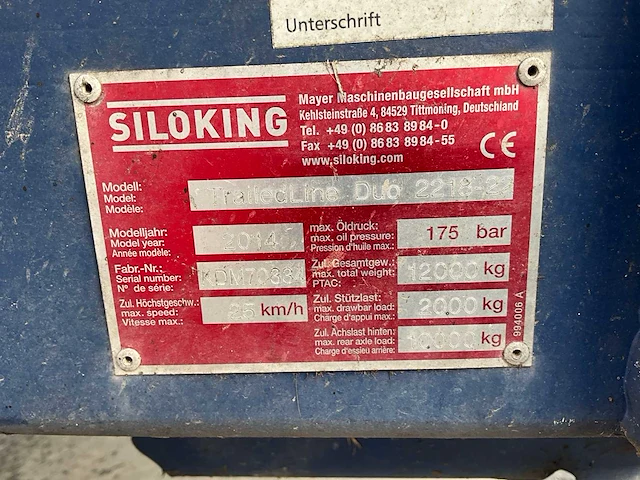 Unterschrift
SILOKING
Mayer Maschinenbaugesellschaft mbH
Kehlsteinstraße 4, 84529 Tittmoning, Deutschland
Tel. +49 (0) 86 83 89 84-0
Fax +49 (0) 86 83 89 84-55
www.siloking.com
CE
Modell:
Model:
Modèle:
TrailedLine Duo
Modelljahr:
Model year:
Année modèle:
2014
Fabr.-Nr.:
Serial number:
N° de série:
Zul. Höchstgeschw.:
max. speed:
Vitesse max.:
25 km/h
max. Öldruck:
max. oil pressure:
Pression d'huile max.:
175 bar
Zul. Gesamtgew.:
max. total weight:
PTAC:
12000 kg
Zul. Stützlast:
max. drawbar load:
Charge d'appui max.:
2000 kg
Zul. Achslast hinten:
max. rear axle load:
Charge d'essieu arrière:
kg
994006 A